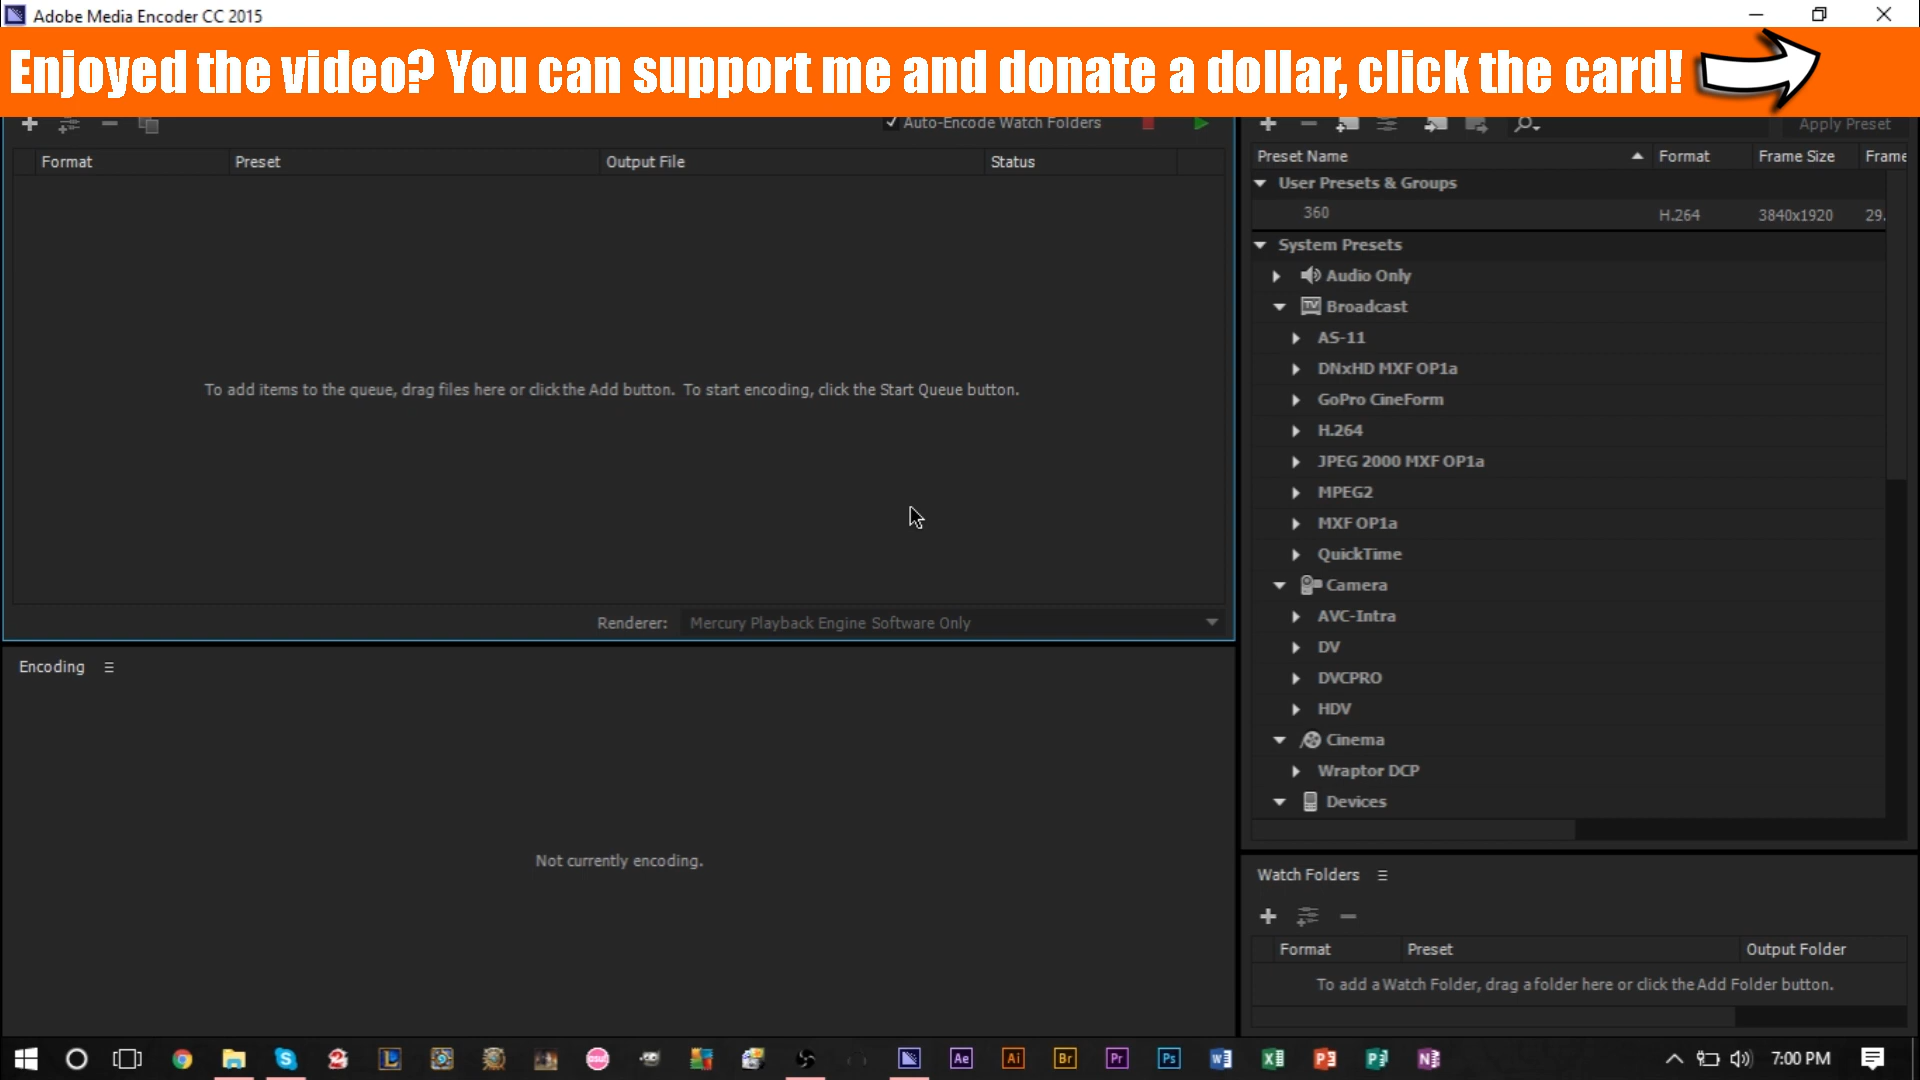 Adobe Media Encoder CC 2015
Enjoyed the video? You can support me and donate a dollar, click the card!
Auto-Encode Watch Folders
Apply Preset
Format Preset Output File Status
Preset Name Format Frame Size Frame
User Presets & Groups
360 H.264 3840x1920 29.
System Presets
Audio Only
TV Broadcast
AS-11
DNxHD MXF OP1a
To add items to the queue, drag files here or click the Add button. To start encoding, click the Start Queue button.
GoPro CineForm
H.264
JPEG 2000 MXF OP1a
MPEG2
MXF OP1a
QuickTime
Camera
AVC-Intra
Renderer: Mercury Playback Engine Software Only
DV
DVCPRO
HDV
Cinema
Wraptor DCP
Devices
Encoding
Not currently encoding.
Watch Folders
Format Preset Output Folder
To add a Watch Folder, drag a folder here or click the Add Folder button.
osu! Ae Ai Br Pr Ps 7:00 PM